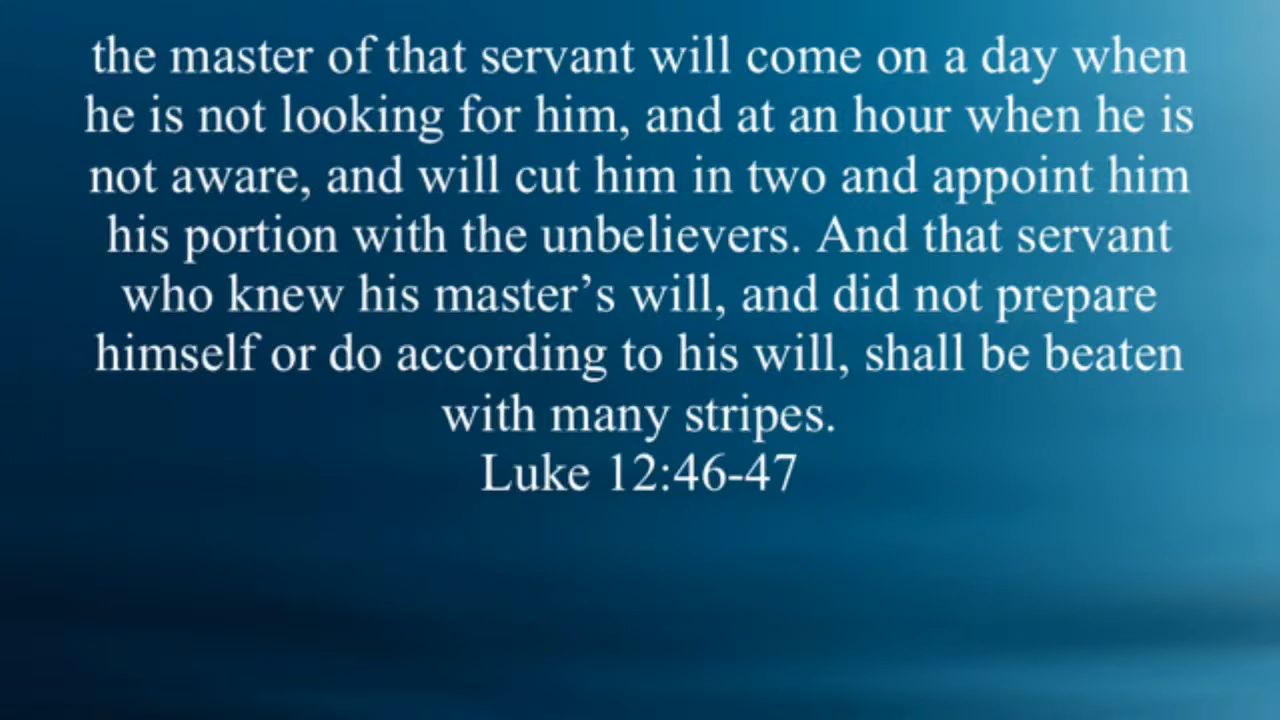 the master of that servant will come on a day when
he is not looking for him, and at an hour when he is
not aware, and will cut him in two and appoint him
his portion with the unbelievers. And that servant
who knew his master’s will, and did not prepare
himself or do according to his will, shall be beaten
with many stripes.
Luke 12:46-47